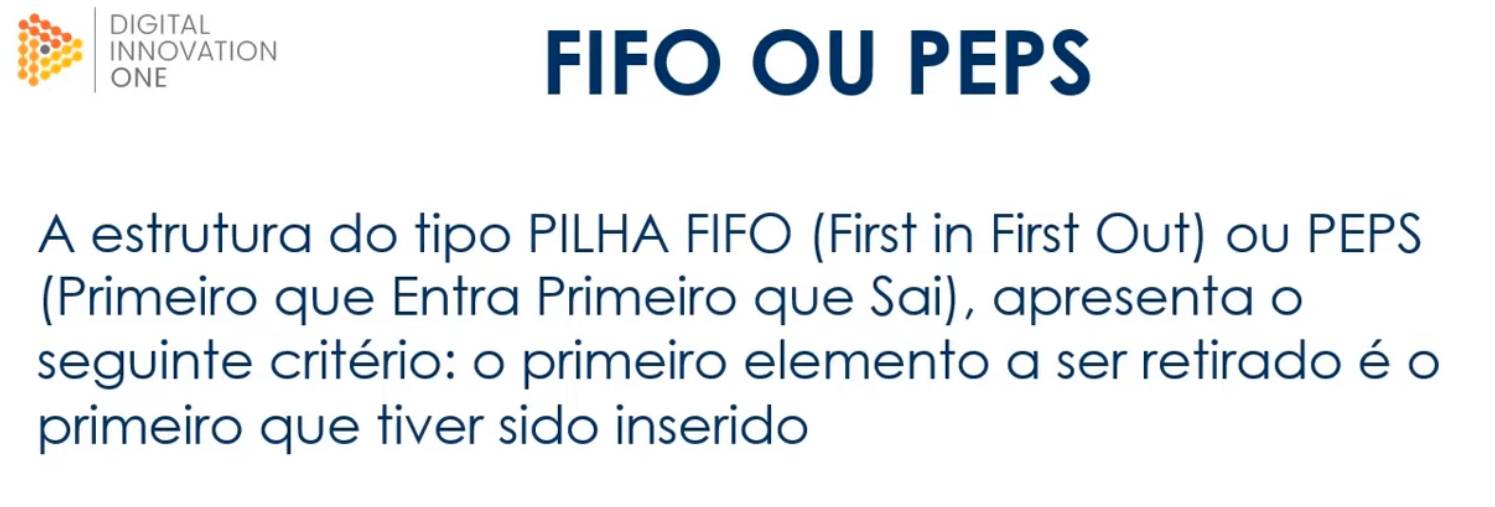 DIGITAL
INNOVATION
ONE
FIFO OU PEPS
A estrutura do tipo PILHA FIFO (First in First Out) ou PEPS
(Primeiro que Entra Primeiro que Sai), apresenta o
seguinte critério: o primeiro elemento a ser retirado é o
primeiro que tiver sido inserido